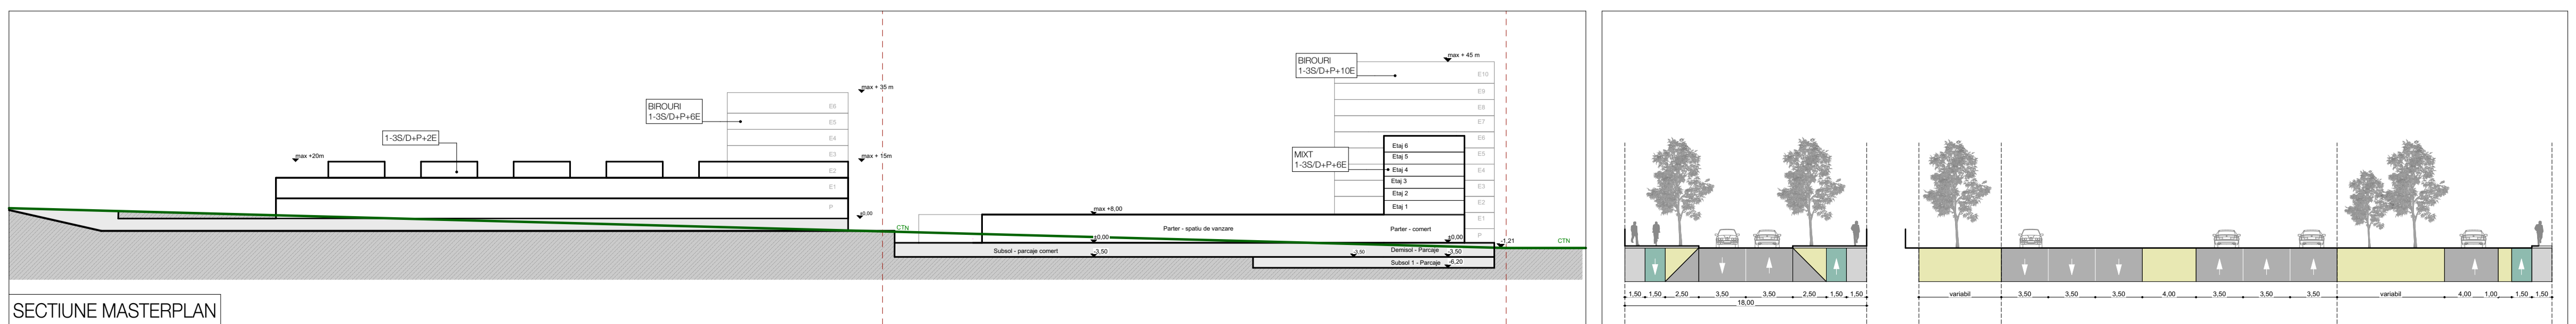 max + 35 m
BIROURI
1-3S/D+P+6E
E6
E5
E4
E3
E2
E1
P
1-3S/D+P+2E
max +20m
max + 15m
±0,00
CTN
BIROURI
1-3S/D+P+10E
max + 45 m
E10
E9
E8
E7
E6
E5
E4
E3
E2
E1
P
MIXT
1-3S/D+P+6E
Etaj 6
Etaj 5
Etaj 4
Etaj 3
Etaj 2
Etaj 1
max +8,00
Parter - spatiu de vanzare
Parter - comert
±0,00
±0,00
-1,21
CTN
Subsol - parcaje comert
-3,50
-3,50
Demisol - Parcaje
-3,50
Subsol 1 - Parcaje
-6,20
SECTIUNE MASTERPLAN
1,50 1,50 2,50 3,50 3,50 2,50 1,50 1,50
18,00
variabil 3,50 3,50 3,50 4,00 3,50 3,50 3,50 variabil 4,00 1,00 1,50 1,50